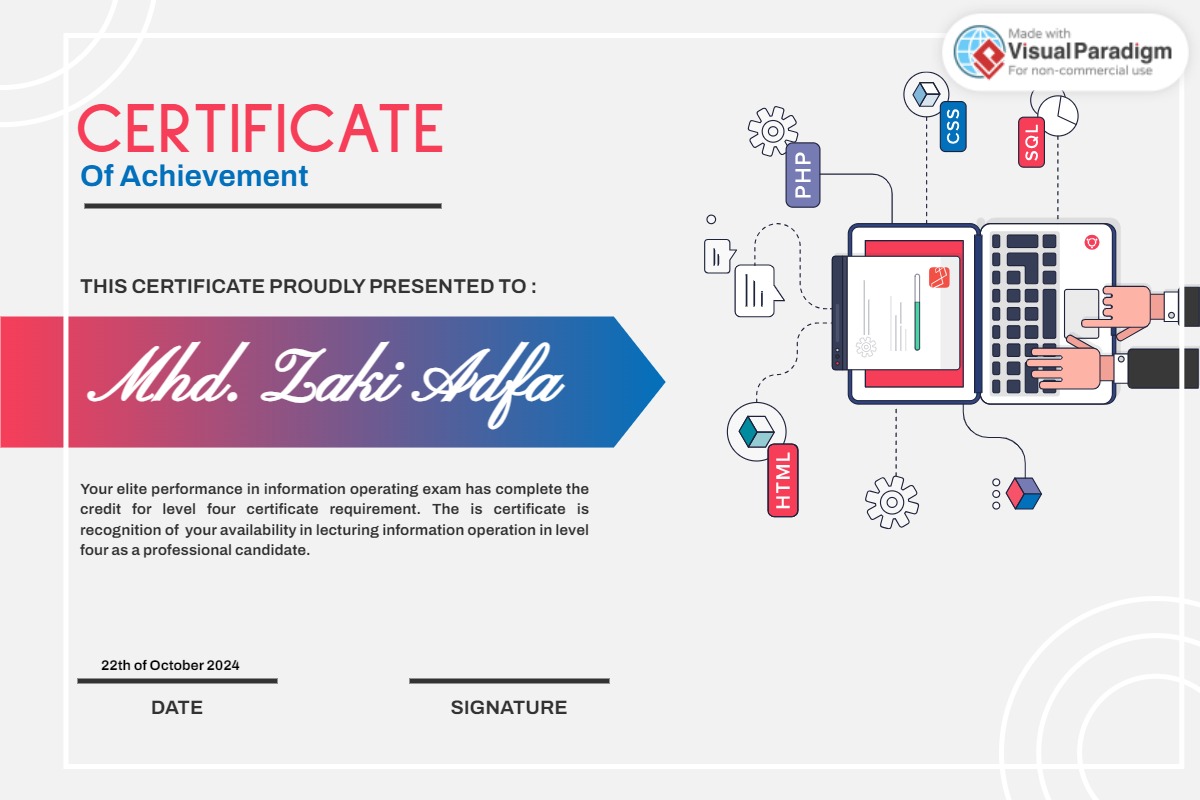 Made with
Visual Paradigm
For non-commercial use
CERTIFICATE
Of Achievement
CSS
SQL
PHP
THIS CERTIFICATE PROUDLY PRESENTED TO :
Mhd. Zaki Adfa
HTML
Your elite performance in information operating exam has complete the
credit for level four certificate requirement. The is certificate is
recognition of your availability in lecturing information operation in level
four as a professional candidate.
22th of October 2024
DATE
SIGNATURE